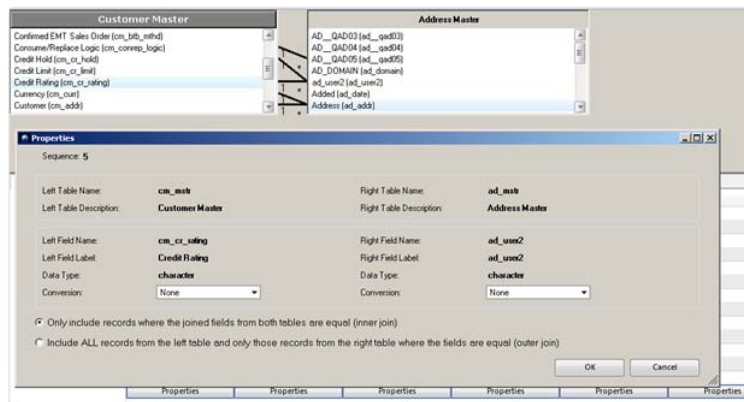 Customer Master
Address Master
Confirmed EMT Sales Order (cm_btb_mthd)
Consume/Replace Logic (cm_conrep_logic)
Credit Hold (cm_cr_hold)
Credit Limit (cm_cr_limit)
Credit Rating (cm_cr_rating)
Currency (cm_curr)
Customer (cm_addr)
AD__QAD03 (ad__qad03)
AD__QAD04 (ad__qad04)
AD__QAD05 (ad__qad05)
AD_DOMAIN (ad_domain)
ad_user2 (ad_user2)
Added (ad_date)
Address (ad_addr)
Properties
Sequence: 5
Left Table Name: cm_mstr
Right Table Name: ad_mstr
Left Table Description: Customer Master
Right Table Description: Address Master
Left Field Name: cm_cr_rating
Right Field Name: ad_user2
Left Field Label: Credit Rating
Right Field Label: ad_user2
Data Type: character
Data Type: character
Conversion: None
Conversion: None
Only include records where the joined fields from both tables are equal (inner join)
Include ALL records from the left table and only those records from the right table where the fields are equal (outer join)
OK
Cancel
Properties
Properties
Properties
Properties
Properties
Properties